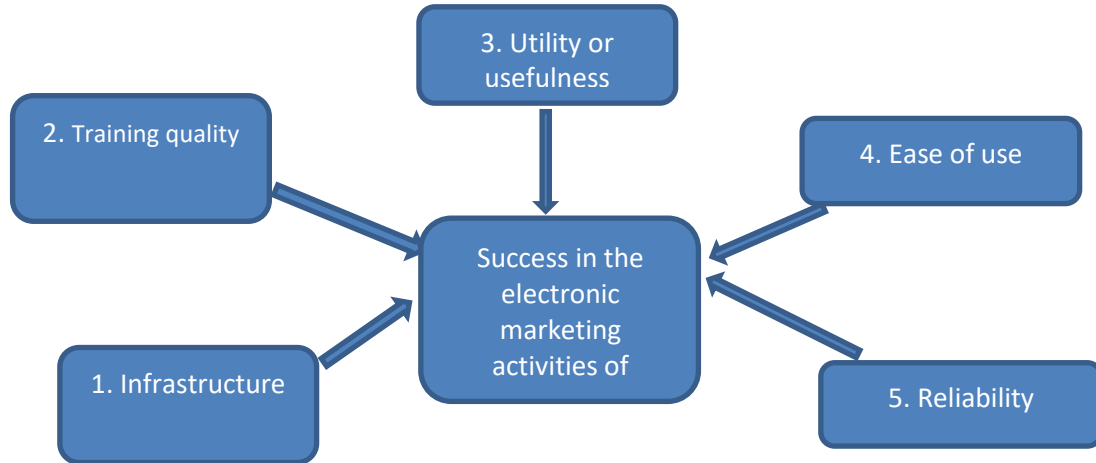 3. Utility or
usefulness
2. Training quality
4. Ease of use
Success in the
electronic
marketing
activities of
1. Infrastructure
5. Reliability